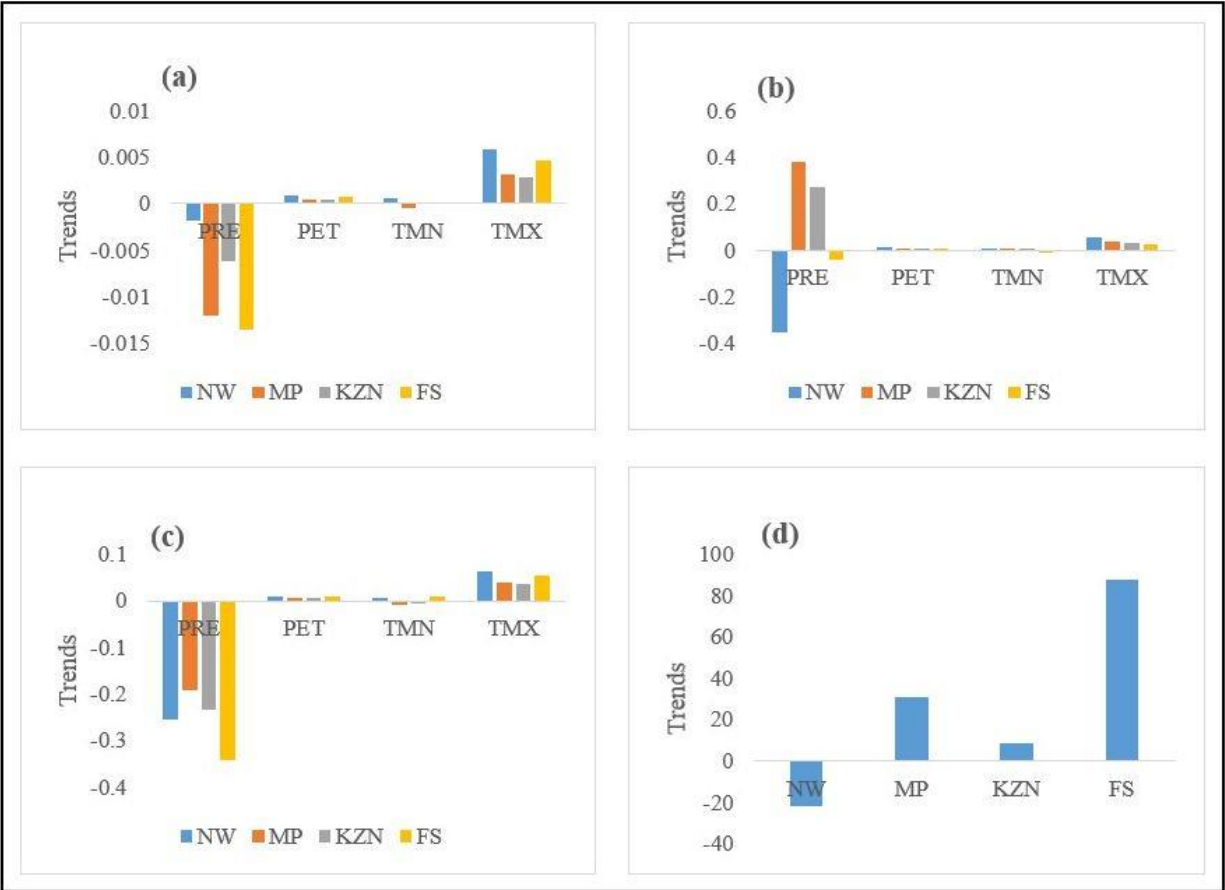 (a)
0.01
0.005
0
-0.005
-0.01
-0.015
Trends
PRE PET TMN TMX
NW MP KZN FS
(b)
0.6
0.4
0.2
0
-0.2
-0.4
Trends
PRE PET TMN TMX
NW MP KZN FS
(c)
0.1
0
-0.1
-0.2
-0.3
-0.4
Trends
PRE PET TMN TMX
NW MP KZN FS
(d)
100
80
60
40
20
0
-20
-40
Trends
NW MP KZN FS